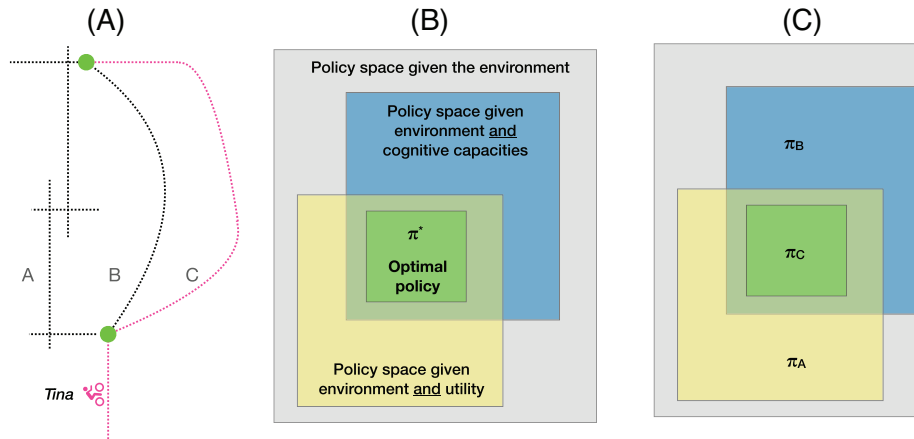 (A)
A
B
C
Tina
(B)
Policy space given the environment
Policy space given
environment and
cognitive capacities
π*
Optimal
policy
Policy space given
environment and utility
(C)
πB
πC
πA